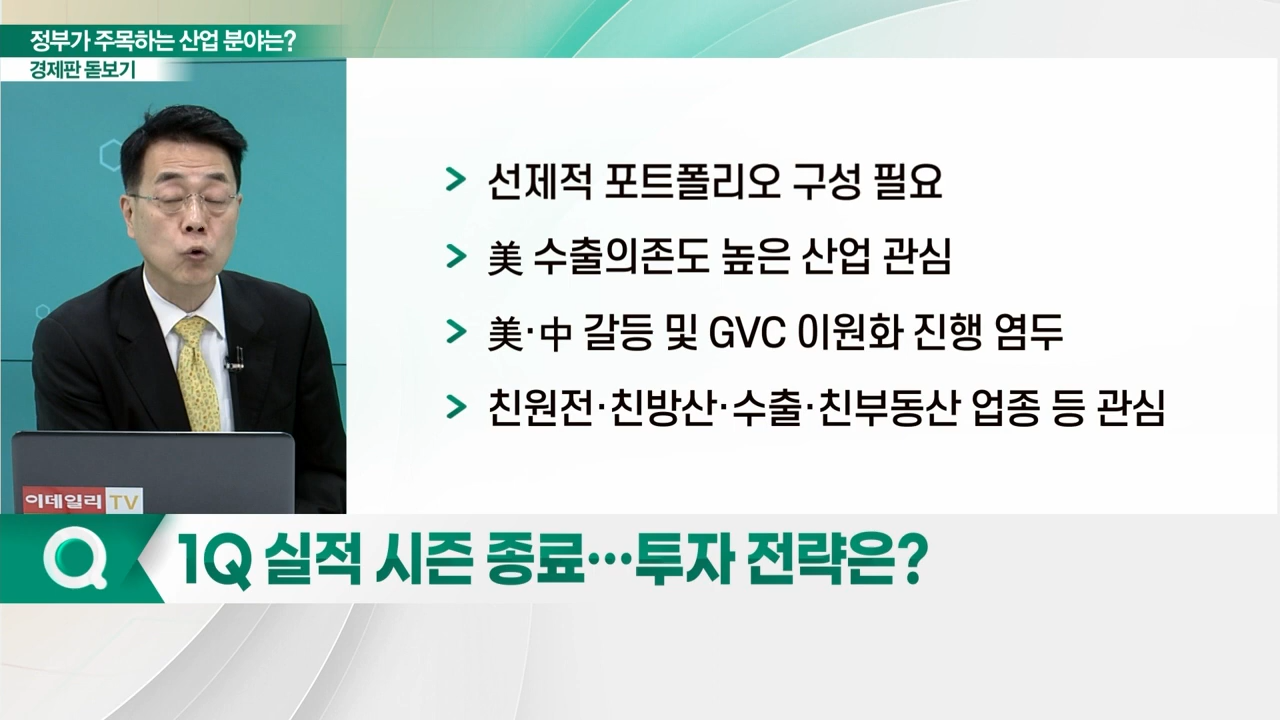 정부가 주목하는 산업 분야는?
경제판 돋보기
> 선제적 포트폴리오 구성 필요
> 美 수출의존도 높은 산업 관심
> 美·中 갈등 및 GVC 이원화 진행 염두
> 친원전·친방산·수출·친부동산 업종 등 관심
이데일리 TV
Q 1Q 실적 시즌 종료…투자 전략은?